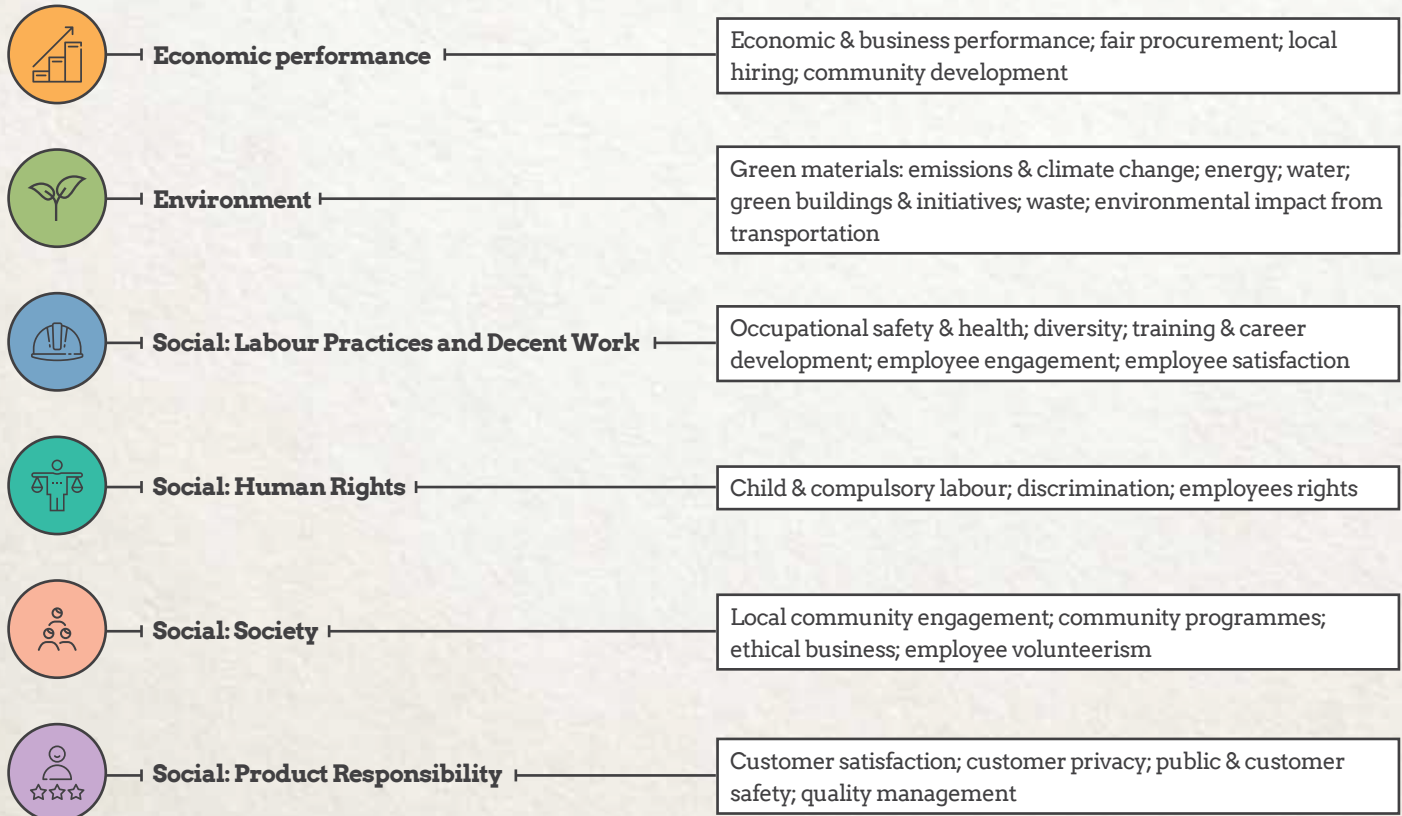 Economic performance
Economic & business performance; fair procurement; local
hiring; community development
Environment
Green materials: emissions & climate change; energy; water;
green buildings & initiatives; waste; environmental impact from
transportation
Social: Labour Practices and Decent Work
Occupational safety & health; diversity; training & career
development; employee engagement; employee satisfaction
Social: Human Rights
Child & compulsory labour; discrimination; employees rights
Social: Society
Local community engagement; community programmes;
ethical business; employee volunteerism
Social: Product Responsibility
Customer satisfaction; customer privacy; public & customer
safety; quality management